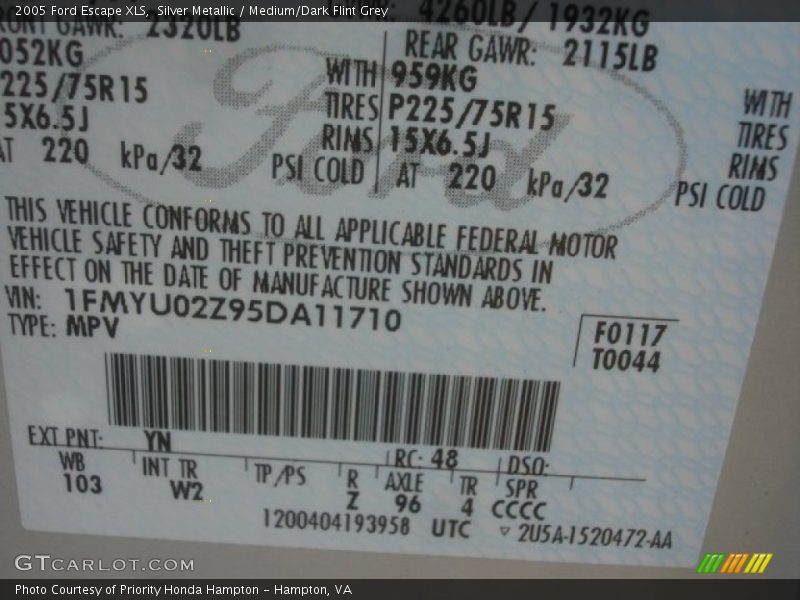 2005 Ford Escape XLS, Silver Metallic / Medium/Dark Flint Grey
4260LB / 1932KG
GAWR: 2320LB
REAR GAWR: 2115LB
052KG
WITH 959KG
WITH
225/75R15
TIRES P225/75R15
TIRES
5X6.5J
RIMS 15X6.5J
RIMS
AT 220 kPa/32
PSI COLD
AT 220 kPa/32
PSI COLD
Ford
THIS VEHICLE CONFORMS TO ALL APPLICABLE FEDERAL MOTOR
VEHICLE SAFETY AND THEFT PREVENTION STANDARDS IN
EFFECT ON THE DATE OF MANUFACTURE SHOWN ABOVE.
VIN: 1FMYU02Z95DA11710
TYPE: MPV
F0117
T0044
EXT PNT: YN
RC: 48
DSO:
WB
INT TR
TP/PS
R
AXLE
TR
SPR
103
W2
Z
96
4
CCCC
1200404193958 UTC
▽ 2U5A-1520472-AA
GTCARLOT.COM
Photo Courtesy of Priority Honda Hampton – Hampton, VA